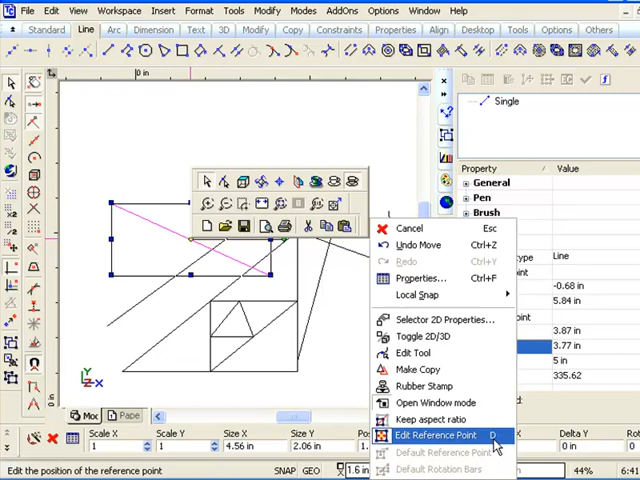 File Edit View Workspace Insert Format Tools Modify Modes AddOns Options Window Help
Standard Line Arc Dimension Text 3D Modify Copy Constraints Properties Align Desktop Tools Options Others
0 in
Single
Property Value
General
Pen
Brush
Line
-0.68 in
5.84 in
3.87 in
3.77 in
5 in
335.62
Cancel Esc
Undo Move Ctrl+Z
Redo Ctrl+Y
Properties... Ctrl+F
Local Snap
Selector 2D Properties...
Toggle 2D/3D
Edit Tool
Make Copy
Rubber Stamp
Open Window mode
Keep aspect ratio
Edit Reference Point D
Default Reference Point
Default Rotation Bars
Y
Z X
Moc Pape
Scale X Scale Y Size X Size Y Delta Y
1 1 4.56 in 2.06 in 0 in
Edit the position of the reference point SNAP GEO 1.6 in 44% 0